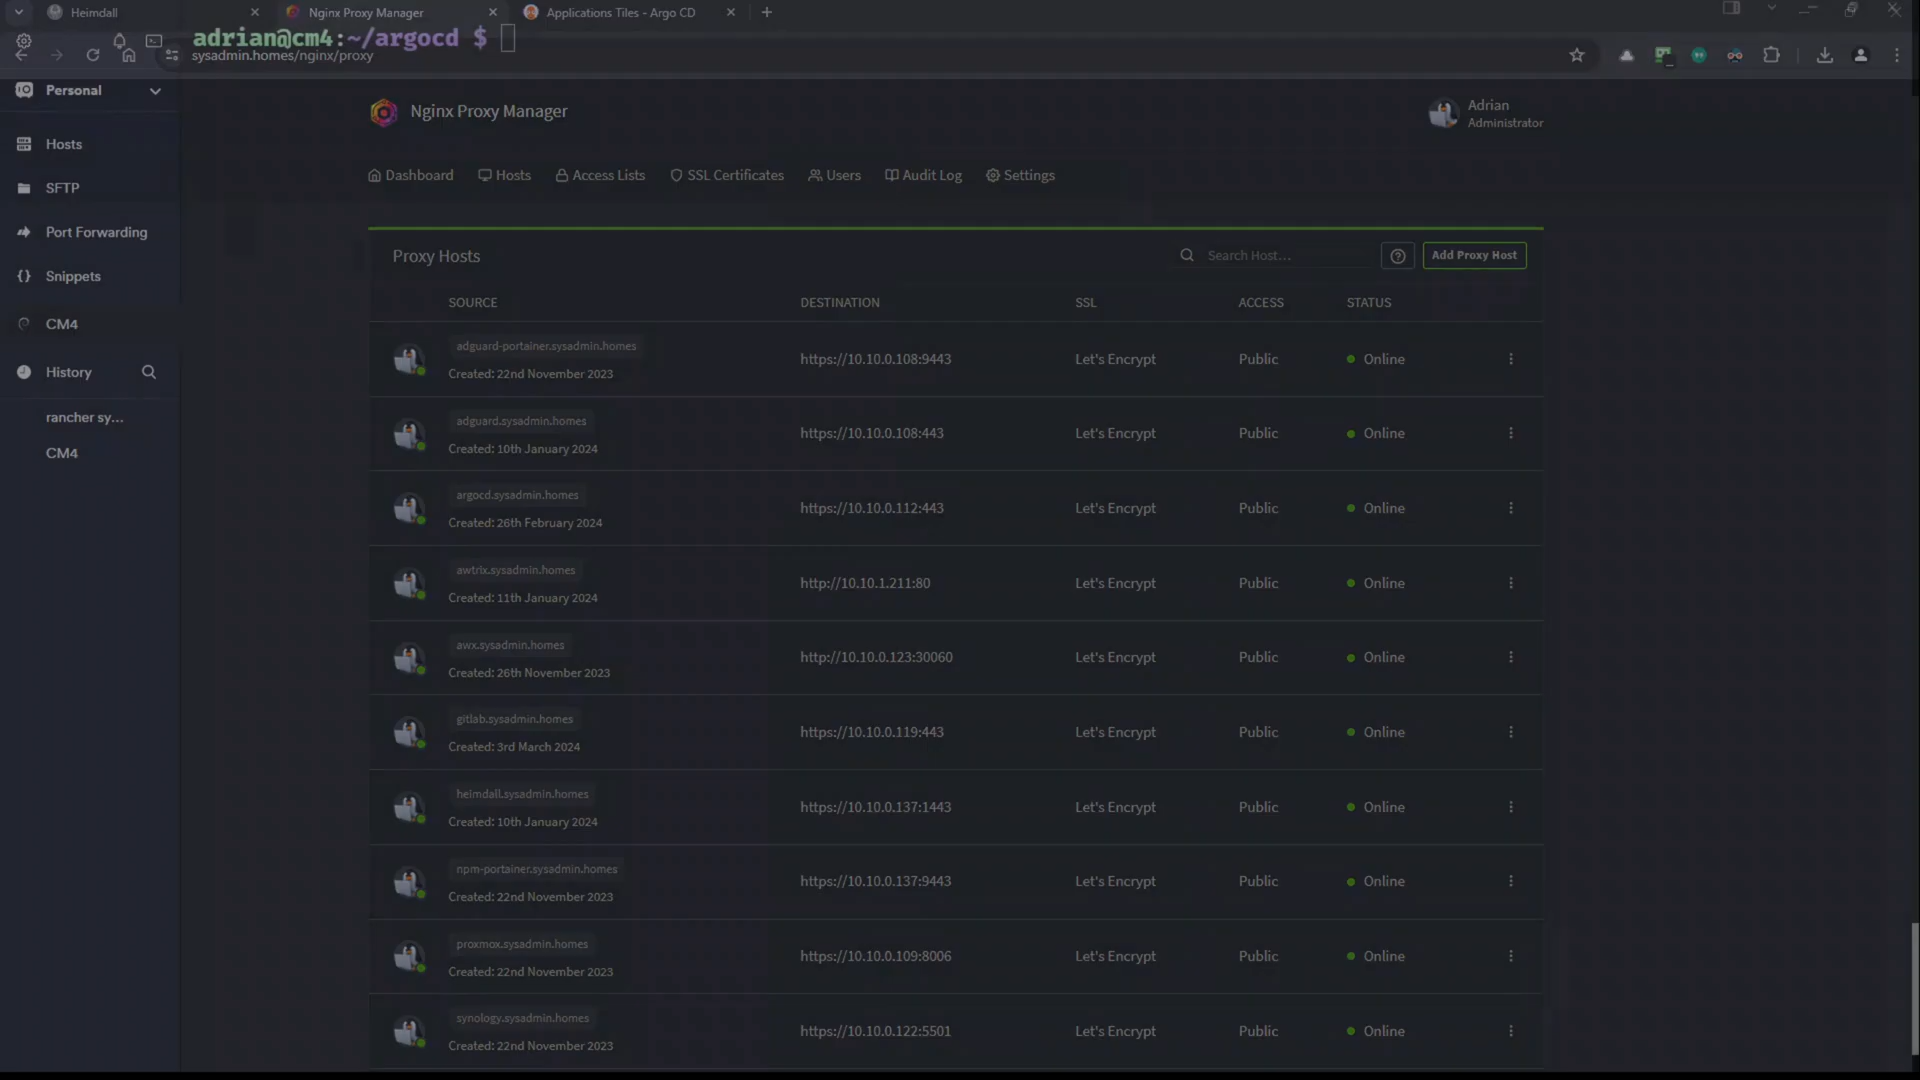 Heimdall
Nginx Proxy Manager
Applications Tiles - Argo CD
adrian@cm4:~/argocd $
sysadmin.homes/nginx/proxy
Personal
Hosts
SFTP
Port Forwarding
Snippets
CM4
History
rancher sy...
CM4
Nginx Proxy Manager
Adrian
Administrator
Dashboard
Hosts
Access Lists
SSL Certificates
Users
Audit Log
Settings
Proxy Hosts
Search Host...
Add Proxy Host
SOURCE DESTINATION SSL ACCESS STATUS
adguard-portainer.sysadmin.homes
Created: 22nd November 2023
https://10.10.0.108:9443 Let's Encrypt Public Online
adguard.sysadmin.homes
Created: 10th January 2024
https://10.10.0.108:443 Let's Encrypt Public Online
argocd.sysadmin.homes
Created: 26th February 2024
https://10.10.0.112:443 Let's Encrypt Public Online
awtrix.sysadmin.homes
Created: 11th January 2024
http://10.10.1.211:80 Let's Encrypt Public Online
awx.sysadmin.homes
Created: 26th November 2023
http://10.10.0.123:30060 Let's Encrypt Public Online
gitlab.sysadmin.homes
Created: 3rd March 2024
https://10.10.0.119:443 Let's Encrypt Public Online
heimdall.sysadmin.homes
Created: 10th January 2024
https://10.10.0.137:1443 Let's Encrypt Public Online
npm-portainer.sysadmin.homes
Created: 22nd November 2023
https://10.10.0.137:9443 Let's Encrypt Public Online
proxmox.sysadmin.homes
Created: 22nd November 2023
https://10.10.0.109:8006 Let's Encrypt Public Online
synology.sysadmin.homes
Created: 22nd November 2023
https://10.10.0.122:5501 Let's Encrypt Public Online